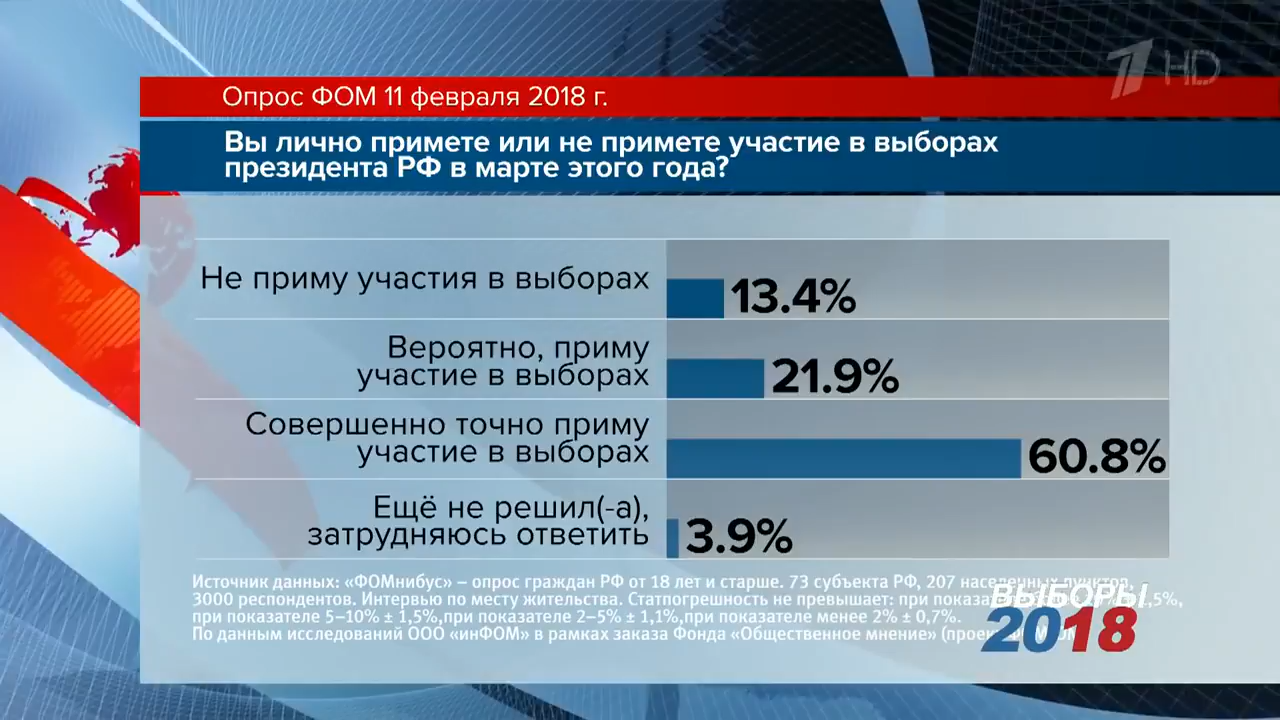 1 HD
Опрос ФОМ 11 февраля 2018 г.
Вы лично примете или не примете участие в выборах
президента РФ в марте этого года?
Не приму участия в выборах
13.4%
Вероятно, приму
участие в выборах
21.9%
Совершенно точно приму
участие в выборах
60.8%
Ещё не решил(-а),
затрудняюсь ответить
3.9%
Источник данных: «ФОМнибус» – опрос граждан РФ от 18 лет и старше. 73 субъекта РФ, 207 населенных пунктов,
3000 респондентов. Интервью по месту жительства. Статпогрешность не превышает: при
при показателе 5–10% ± 1,5%,при показателе 2–5% ± 1,1%,при показателе менее 2% ± 0,7%.
По данным исследований ООО «инФОМ» в рамках заказа Фонда «Общественное мнение»
ВЫБОРЫ
2018